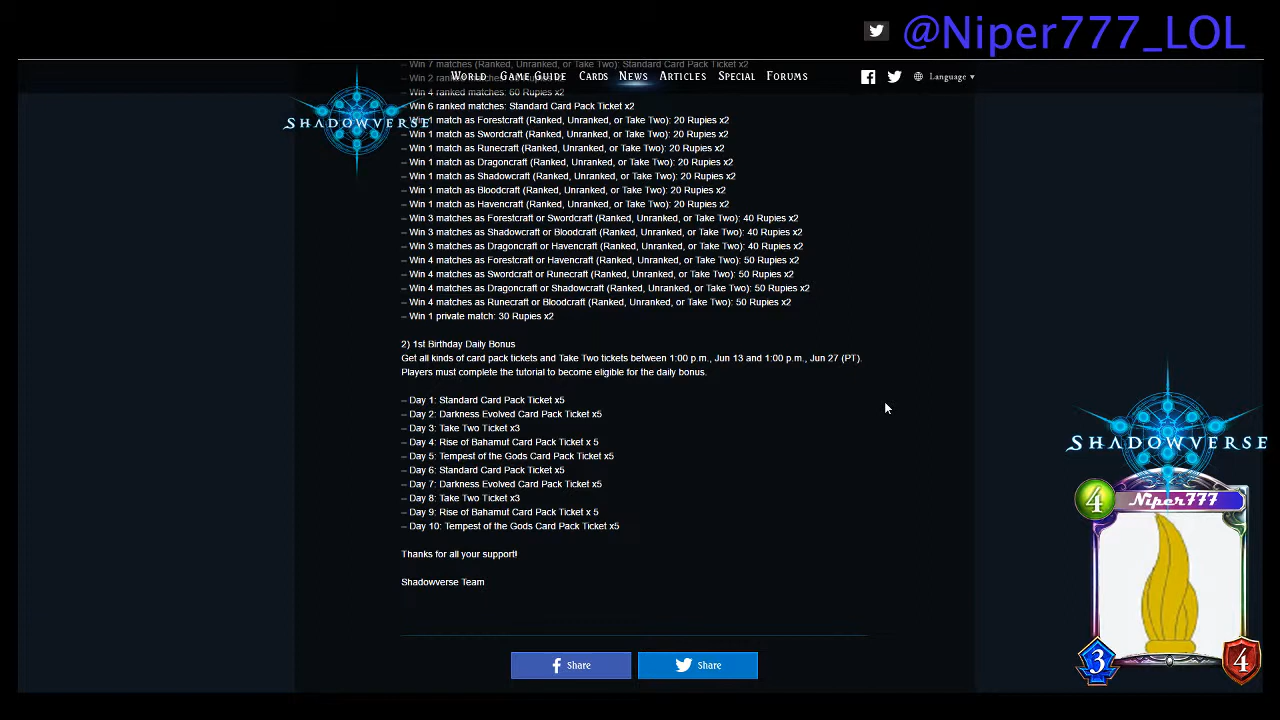 @Niper777_LOL
– Win 7 matches (Ranked, Unranked, or Take Two): Standard Card Pack Ticket x2
World Game Guide Cards News Articles Special Forums Language
– Win 2 ranked matches:
– Win 4 ranked matches: 60 Rupies x2
– Win 6 ranked matches: Standard Card Pack Ticket x2
Shadowverse
– Win 1 match as Forestcraft (Ranked, Unranked, or Take Two): 20 Rupies x2
– Win 1 match as Swordcraft (Ranked, Unranked, or Take Two): 20 Rupies x2
– Win 1 match as Runecraft (Ranked, Unranked, or Take Two): 20 Rupies x2
– Win 1 match as Dragoncraft (Ranked, Unranked, or Take Two): 20 Rupies x2
– Win 1 match as Shadowcraft (Ranked, Unranked, or Take Two): 20 Rupies x2
– Win 1 match as Bloodcraft (Ranked, Unranked, or Take Two): 20 Rupies x2
– Win 1 match as Havencraft (Ranked, Unranked, or Take Two): 20 Rupies x2
– Win 3 matches as Forestcraft or Swordcraft (Ranked, Unranked, or Take Two): 40 Rupies x2
– Win 3 matches as Shadowcraft or Bloodcraft (Ranked, Unranked, or Take Two): 40 Rupies x2
– Win 3 matches as Dragoncraft or Havencraft (Ranked, Unranked, or Take Two): 40 Rupies x2
– Win 4 matches as Forestcraft or Havencraft (Ranked, Unranked, or Take Two): 50 Rupies x2
– Win 4 matches as Swordcraft or Runecraft (Ranked, Unranked, or Take Two): 50 Rupies x2
– Win 4 matches as Dragoncraft or Shadowcraft (Ranked, Unranked, or Take Two): 50 Rupies x2
– Win 4 matches as Runecraft or Bloodcraft (Ranked, Unranked, or Take Two): 50 Rupies x2
– Win 1 private match: 30 Rupies x2
2) 1st Birthday Daily Bonus
Get all kinds of card pack tickets and Take Two tickets between 1:00 p.m., Jun 13 and 1:00 p.m., Jun 27 (PT).
Players must complete the tutorial to become eligible for the daily bonus.
– Day 1: Standard Card Pack Ticket x5
– Day 2: Darkness Evolved Card Pack Ticket x5
– Day 3: Take Two Ticket x3
– Day 4: Rise of Bahamut Card Pack Ticket x 5
– Day 5: Tempest of the Gods Card Pack Ticket x5
– Day 6: Standard Card Pack Ticket x5
– Day 7: Darkness Evolved Card Pack Ticket x5
– Day 8: Take Two Ticket x3
– Day 9: Rise of Bahamut Card Pack Ticket x 5
– Day 10: Tempest of the Gods Card Pack Ticket x5
Thanks for all your support!
Shadowverse Team
Share Share
Shadowverse
4 Niper777
3 4